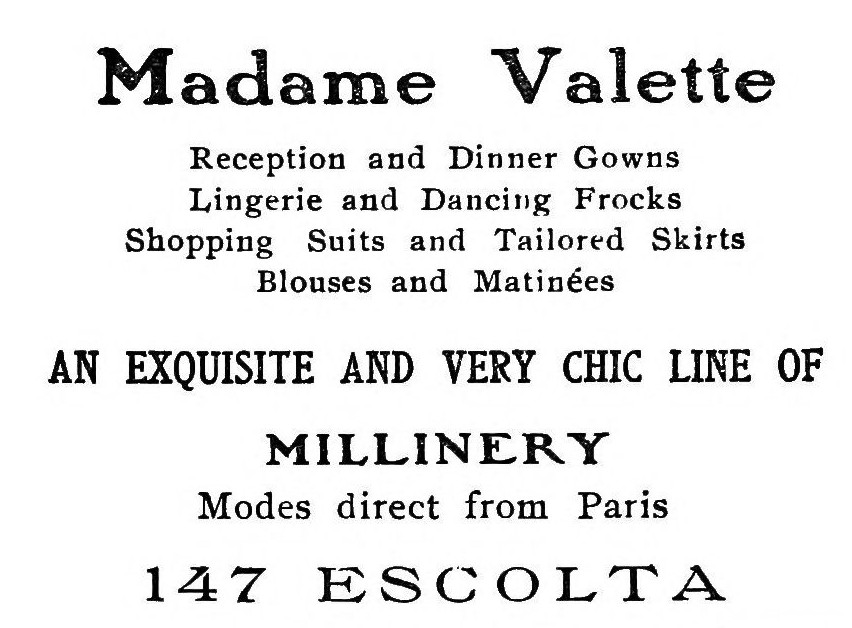 Madame Valette
Reception and Dinner Gowns
Lingerie and Dancing Frocks
Shopping Suits and Tailored Skirts
Blouses and Matinées
AN EXQUISITE AND VERY CHIC LINE OF
MILLINERY
Modes direct from Paris
147 ESCOLTA